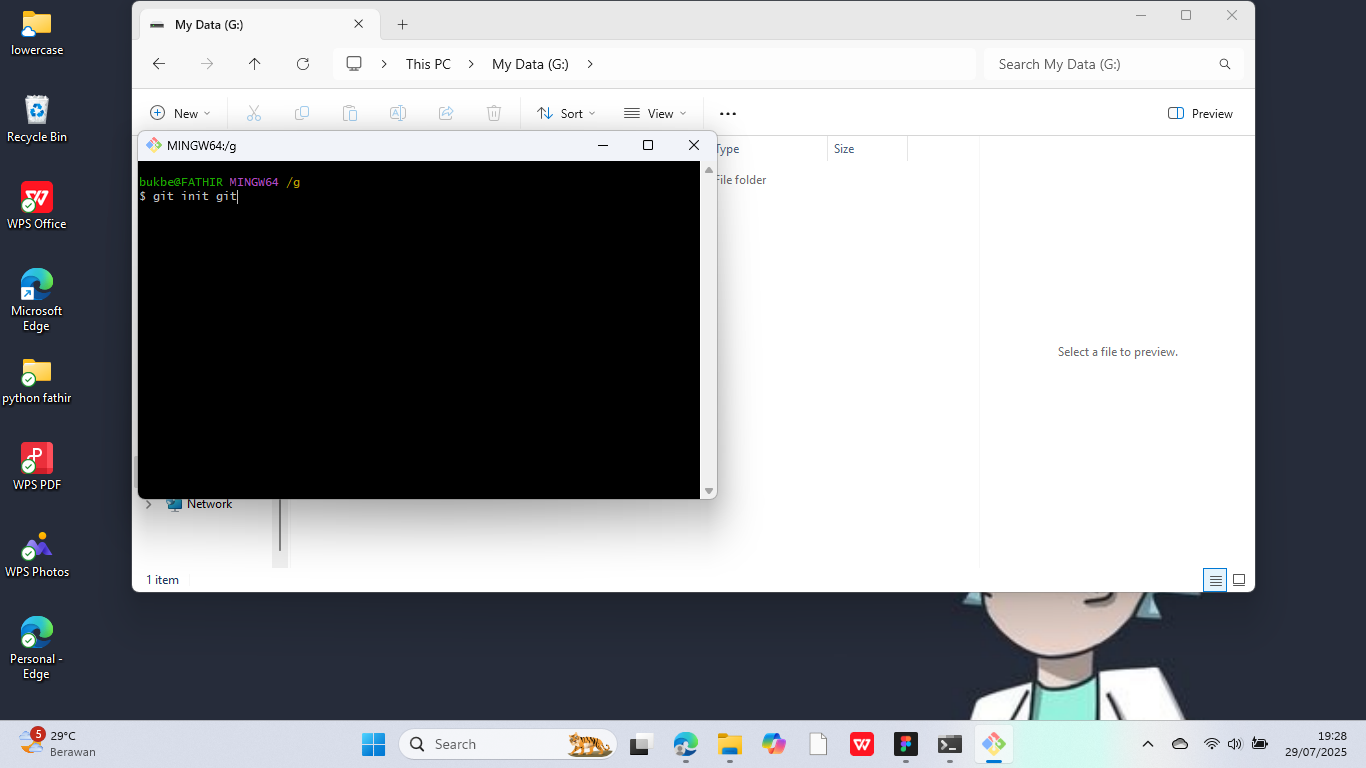 lowercase
Recycle Bin
WPS Office
Microsoft
Edge
python fathir
WPS PDF
WPS Photos
Personal -
Edge
My Data (G:)
This PC
My Data (G:)
Search My Data (G:)
New
Sort
View
Preview
MINGW64:/g
bukbe@FATHIR MINGW64 /g
$ git init git
Type
Size
File folder
Select a file to preview.
Network
1 item
5
29°C
Berawan
Search
19:28
29/07/2025